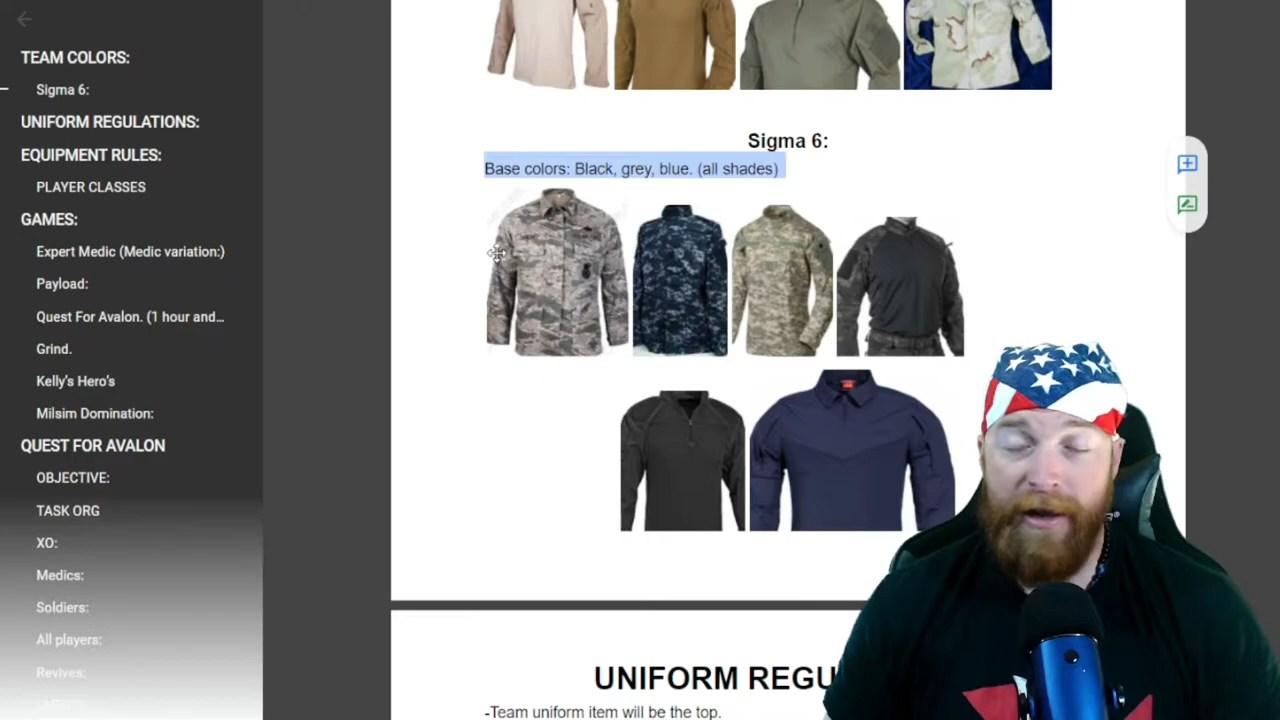 TEAM COLORS:
Sigma 6:
UNIFORM REGULATIONS:
EQUIPMENT RULES:
PLAYER CLASSES
GAMES:
Expert Medic (Medic variation:)
Payload:
Quest For Avalon. (1 hour and...
Grind.
Kelly's Hero's
Milsim Domination:
QUEST FOR AVALON
OBJECTIVE:
TASK ORG
XO:
Medics:
Soldiers:
All players:
Revives:
Sigma 6:
Base colors: Black, grey, blue. (all shades)
UNIFORM REGU
-Team uniform item will be the top.